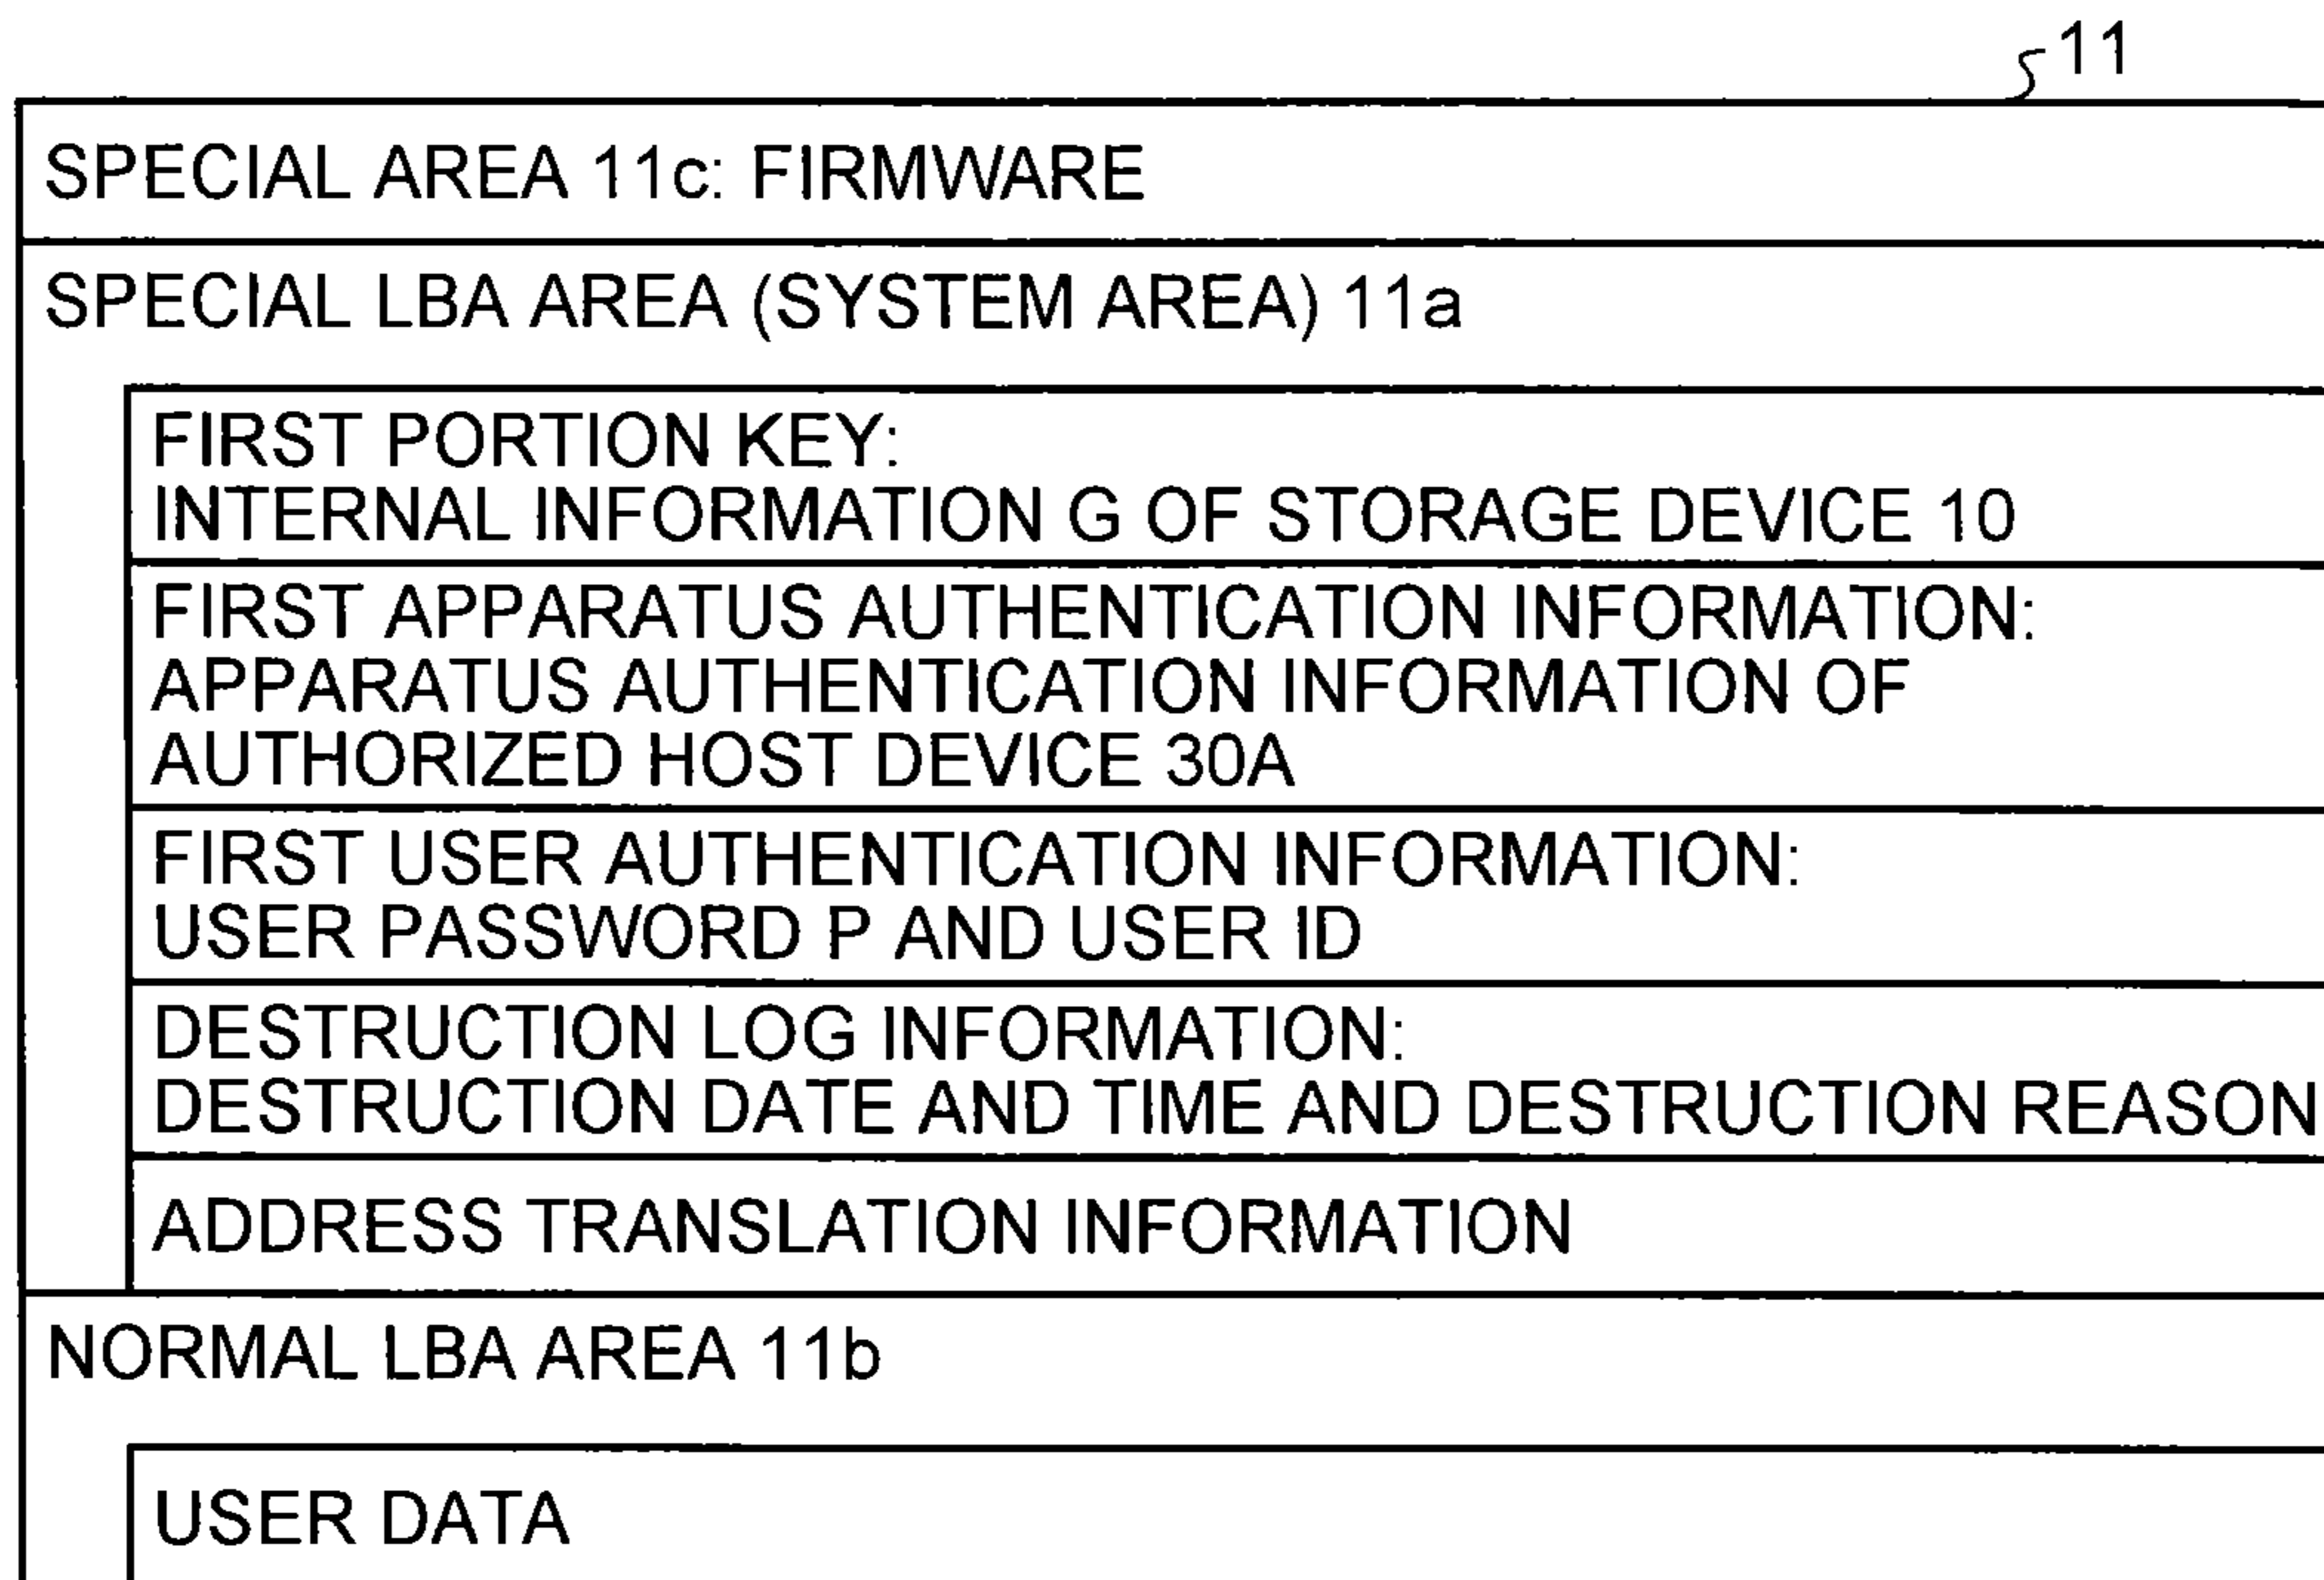 11
SPECIAL AREA 11c: FIRMWARE
SPECIAL LBA AREA (SYSTEM AREA) 11a
FIRST PORTION KEY:
INTERNAL INFORMATION G OF STORAGE DEVICE 10
FIRST APPARATUS AUTHENTICATION INFORMATION:
APPARATUS AUTHENTICATION INFORMATION OF
AUTHORIZED HOST DEVICE 30A
FIRST USER AUTHENTICATION INFORMATION:
USER PASSWORD P AND USER ID
DESTRUCTION LOG INFORMATION:
DESTRUCTION DATE AND TIME AND DESTRUCTION REASON
ADDRESS TRANSLATION INFORMATION
NORMAL LBA AREA 11b
USER DATA